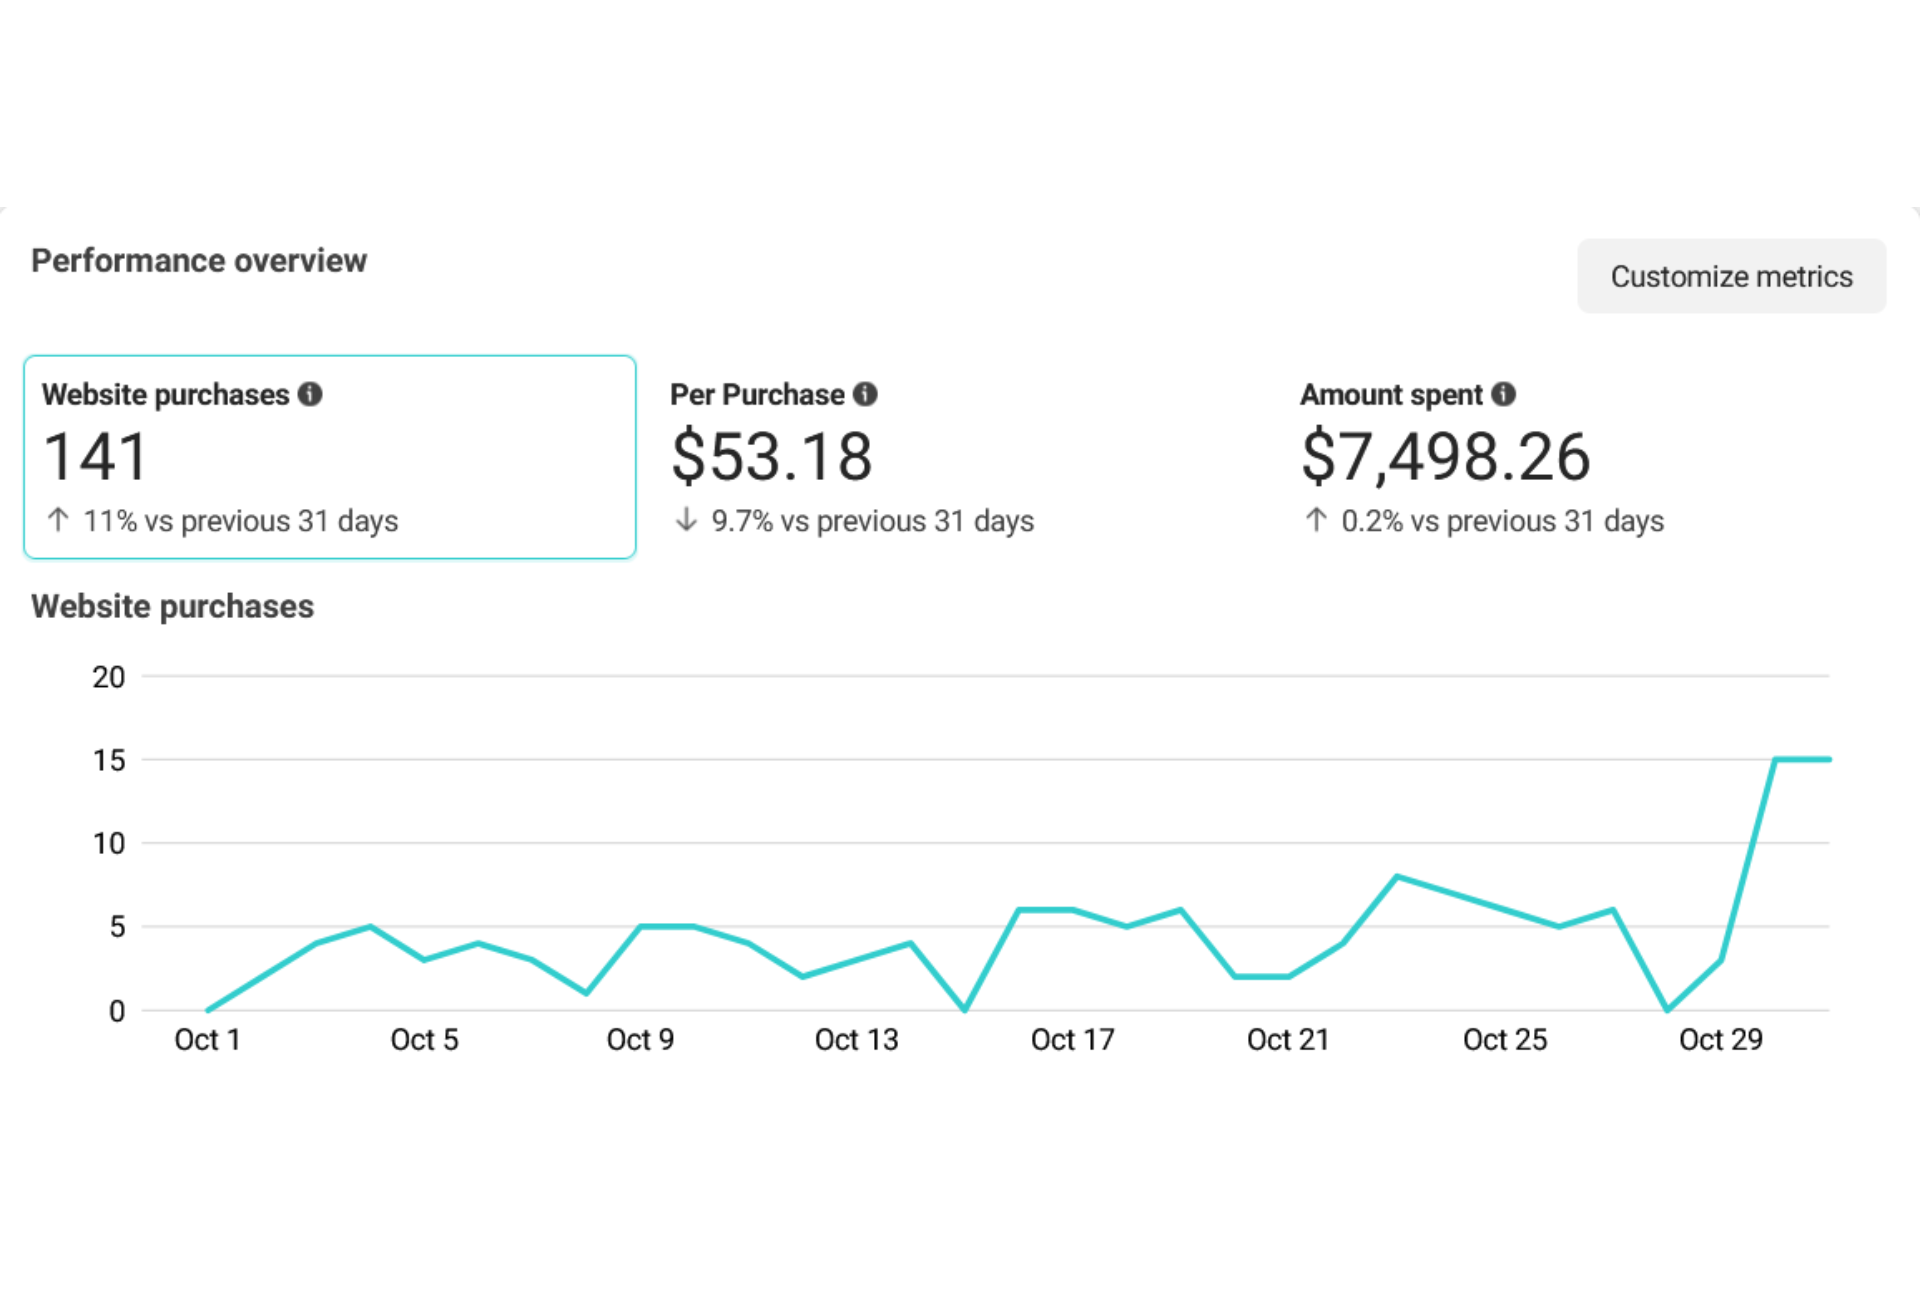 Performance overview
Customize metrics
Website purchases
141
↑ 11% vs previous 31 days
Per Purchase
$53.18
↓ 9.7% vs previous 31 days
Amount spent
$7,498.26
↑ 0.2% vs previous 31 days
Website purchases
20
15
10
5
0
Oct 1 Oct 5 Oct 9 Oct 13 Oct 17 Oct 21 Oct 25 Oct 29